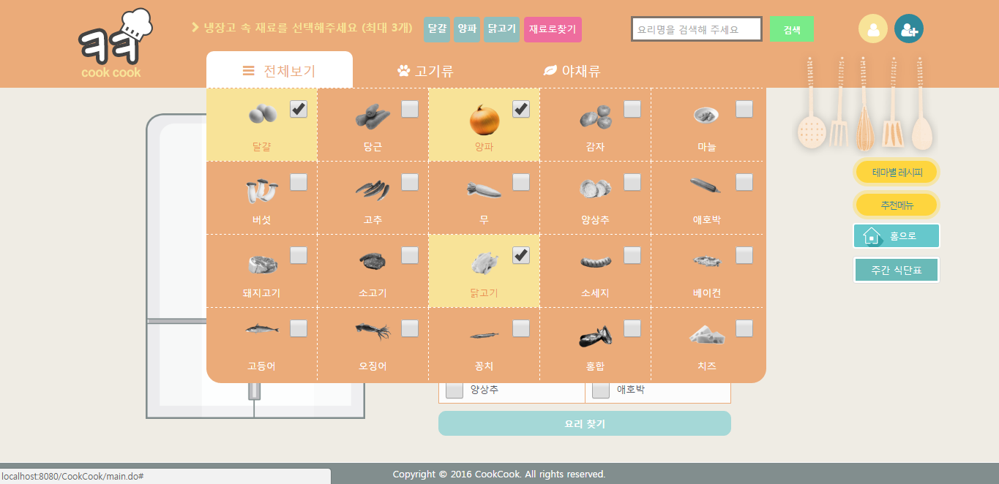 쿡쿡
cook cook
냉장고 속 재료를 선택해주세요 (최대 3개)
달걀 양파 닭고기 재료로찾기
요리명을 검색해 주세요 검색
전체보기 고기류 야채류
달걀 당근 양파 감자 마늘
버섯 고추 무 양상추 애호박
돼지고기 소고기 닭고기 소세지 베이컨
고등어 오징어 꽁치 홍합 치즈
테마별 레시피
추천메뉴
홈으로
주간 식단표
양상추 애호박
요리 찾기
Copyright © 2016 CookCook. All rights reserved.
localhost:8080/CookCook/main.do#